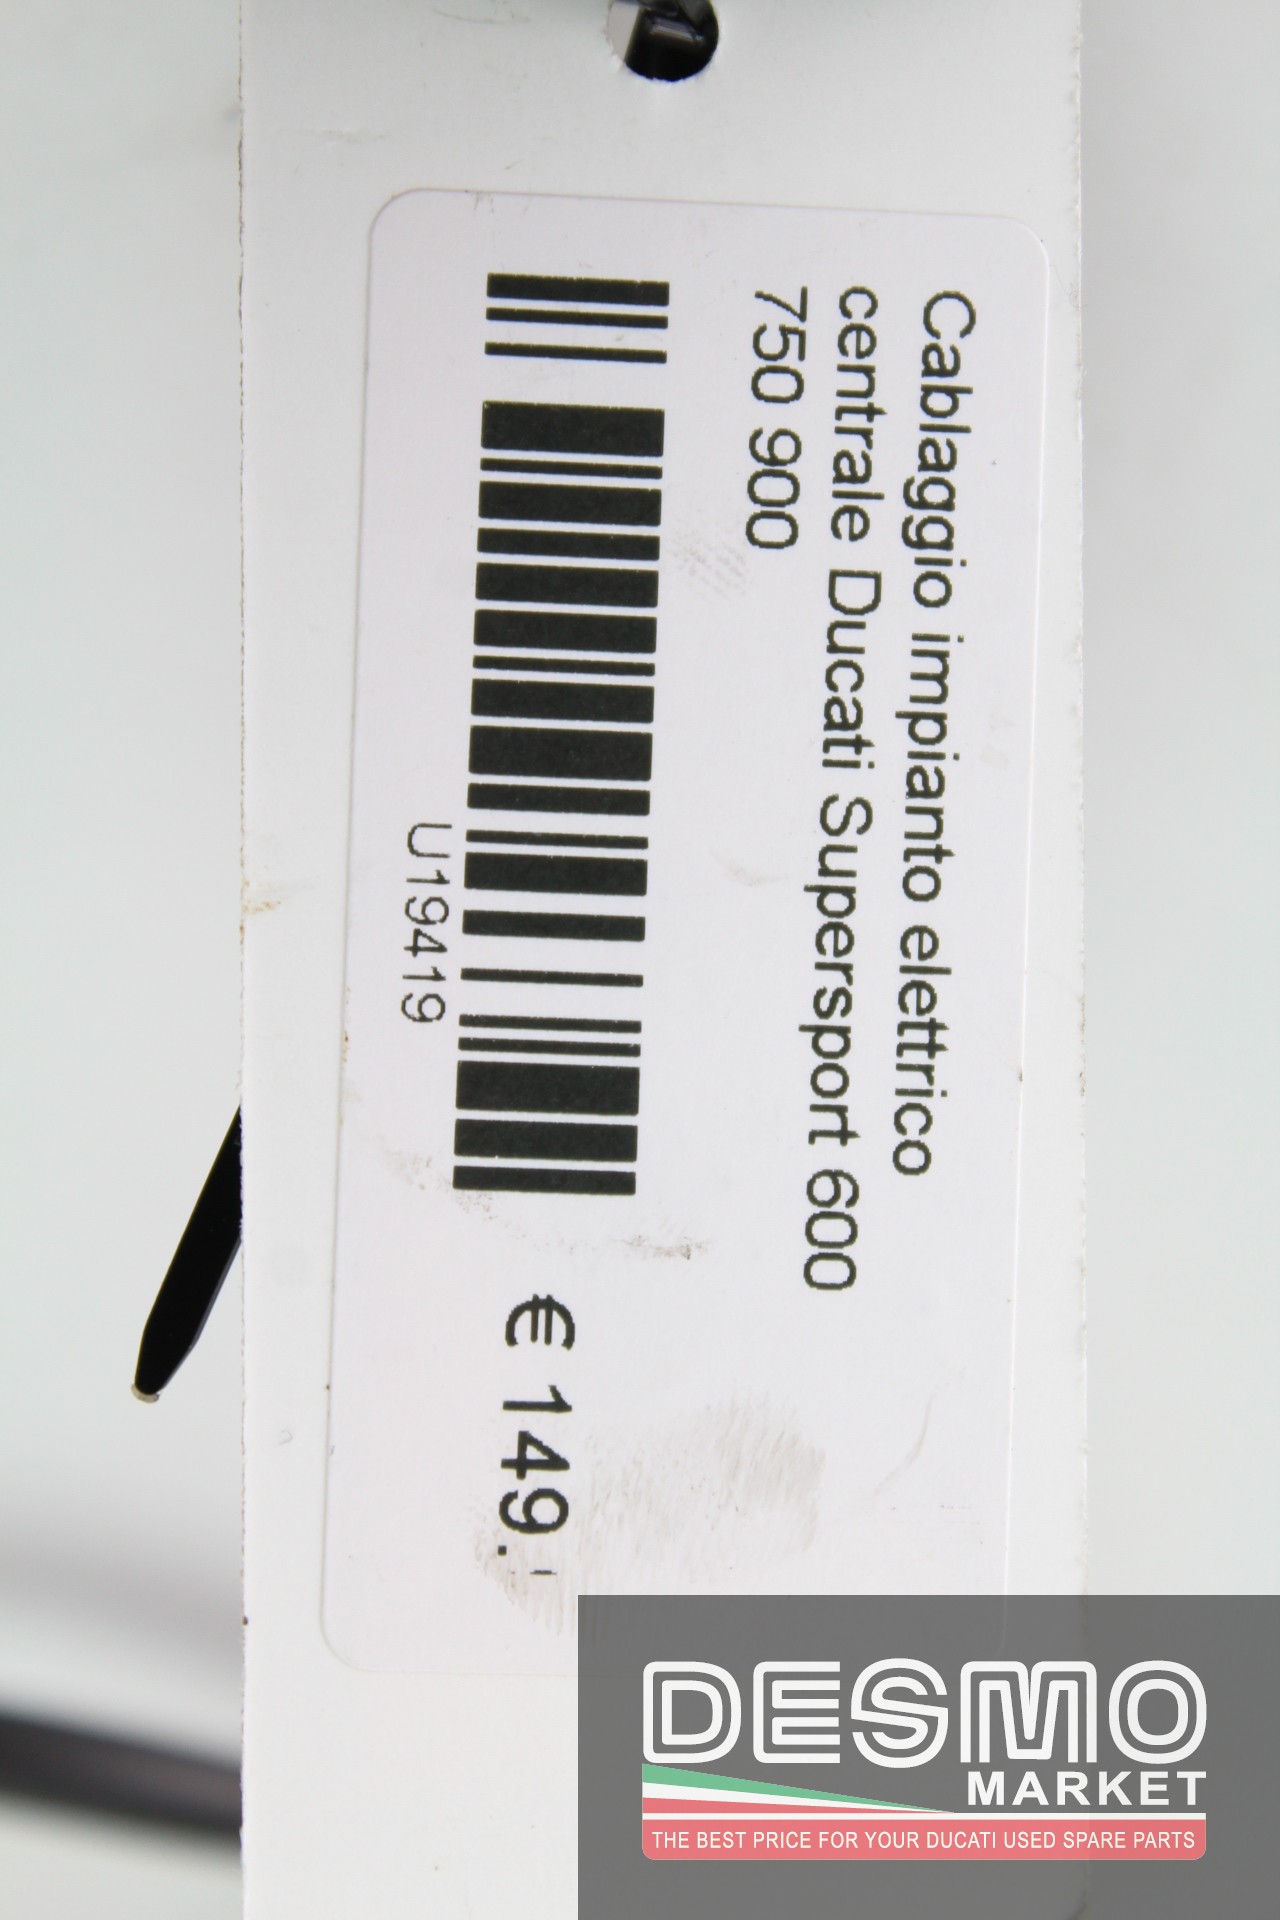 Cablaggio impianto elettrico
centrale Ducati Supersport 600
750 900
U19419
€ 149.
DESMO
MARKET
THE BEST PRICE FOR YOUR DUCATI USED SPARE PARTS